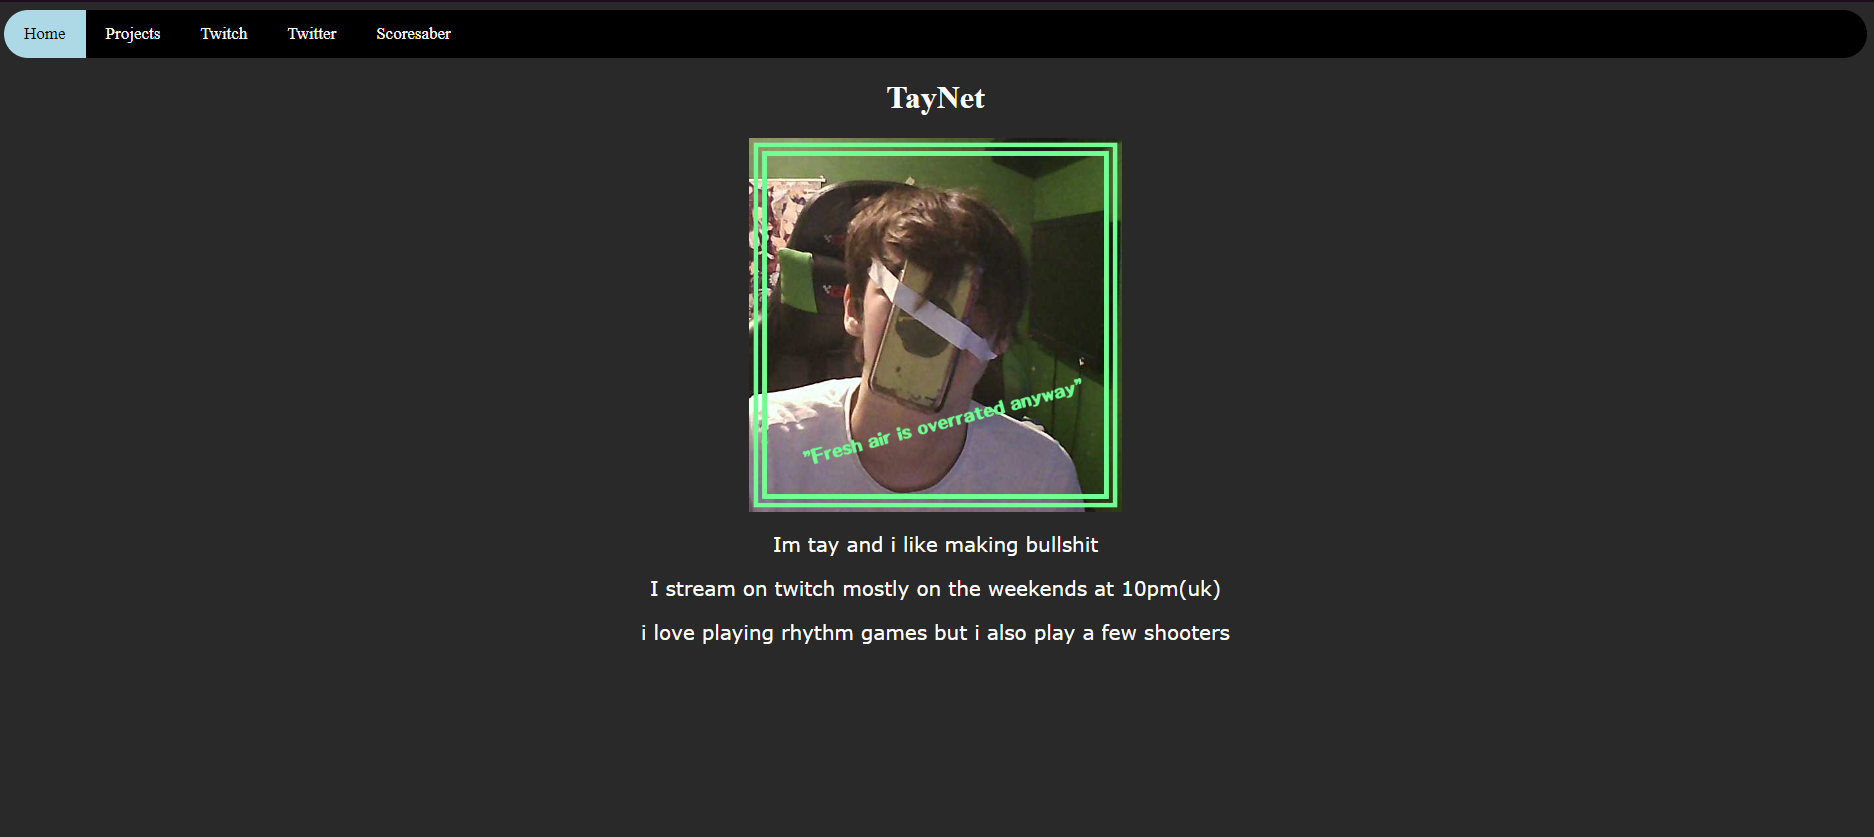 Home Projects Twitch Twitter Scoresaber
TayNet
"Fresh air is overrated anyway"
Im tay and i like making bullshit
I stream on twitch mostly on the weekends at 10pm(uk)
i love playing rhythm games but i also play a few shooters